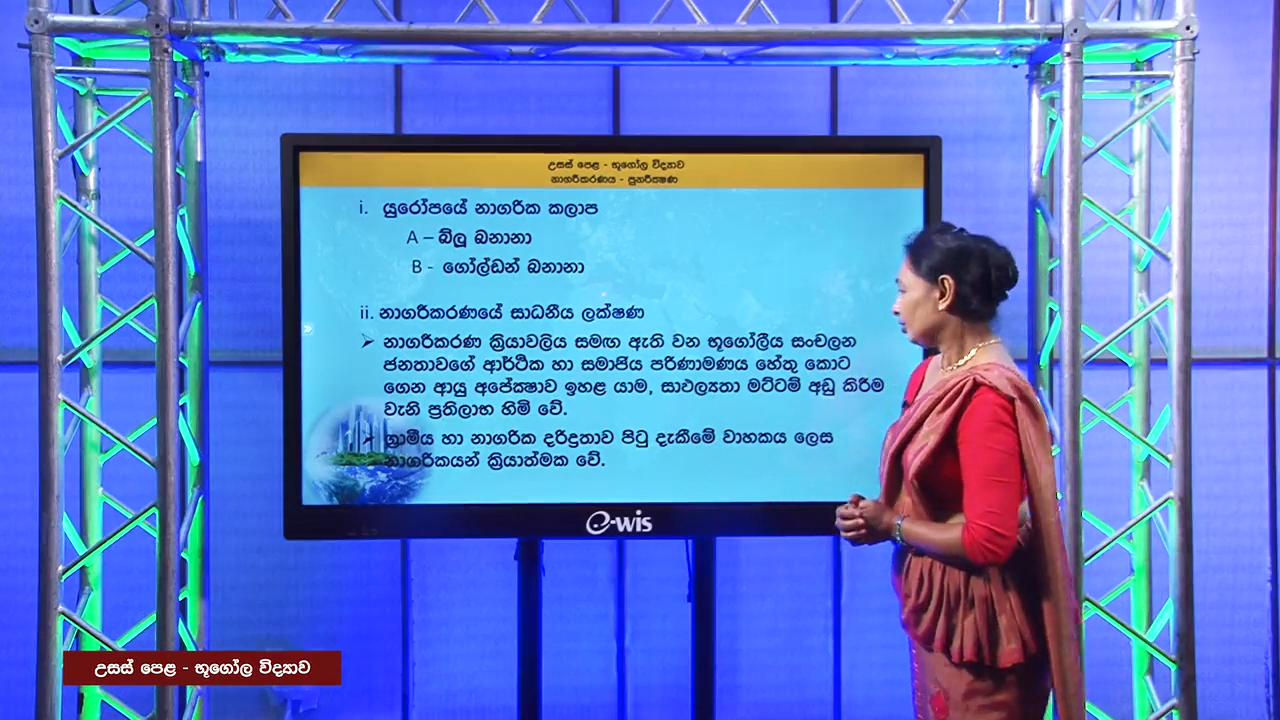 උසස් පෙළ - භූගෝල විද්‍යාව
නාගරීකරණය - පුනරීක්ෂණ
i. යුරෝපයේ නාගරික කලාප
A – බ්ලූ බනානා
B - ගෝල්ඩන් බනානා
ii. නාගරීකරණයේ සාධනීය ලක්ෂණ
➢ නාගරීකරණ ක්‍රියාවලිය සමඟ ඇති වන භූගෝලීය සංචලන
ජනතාවගේ ආර්ථික හා සමාජීය පරිණාමණය හේතු කොට
ගෙන ආයු අපේක්ෂාව ඉහළ යාම, සාඵල්‍යතා මට්ටම් අඩු කිරීම
වැනි ප්‍රතිලාභ හිමි වේ.
➢ ග්‍රාමීය හා නාගරික දරිද්‍රතාව පිටු දැකීමේ වාහකය ලෙස
නාගරිකයන් ක්‍රියාත්මක වේ.
e-wis
උසස් පෙළ - භූගෝල විද්‍යාව